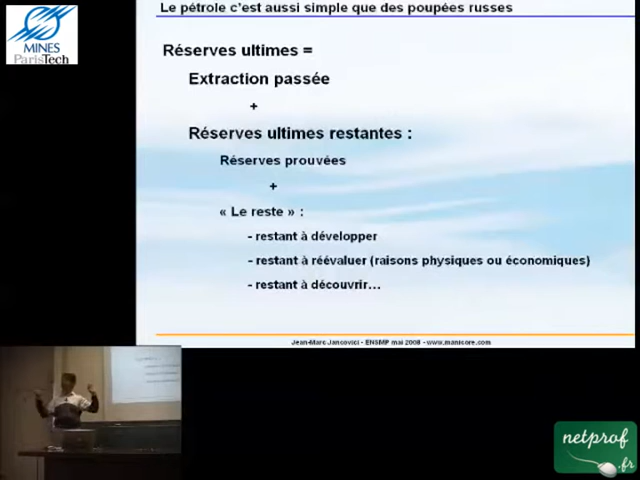 Le pétrole c'est aussi simple que des poupées russes
MINES
ParisTech
Réserves ultimes =
Extraction passée
+
Réserves ultimes restantes :
Réserves prouvées
+
« Le reste » :
- restant à développer
- restant à réévaluer (raisons physiques ou économiques)
- restant à découvrir...
Jean-Marc Jancovici - ENSMP mai 2008 - www.manicore.com
netprof
.fr